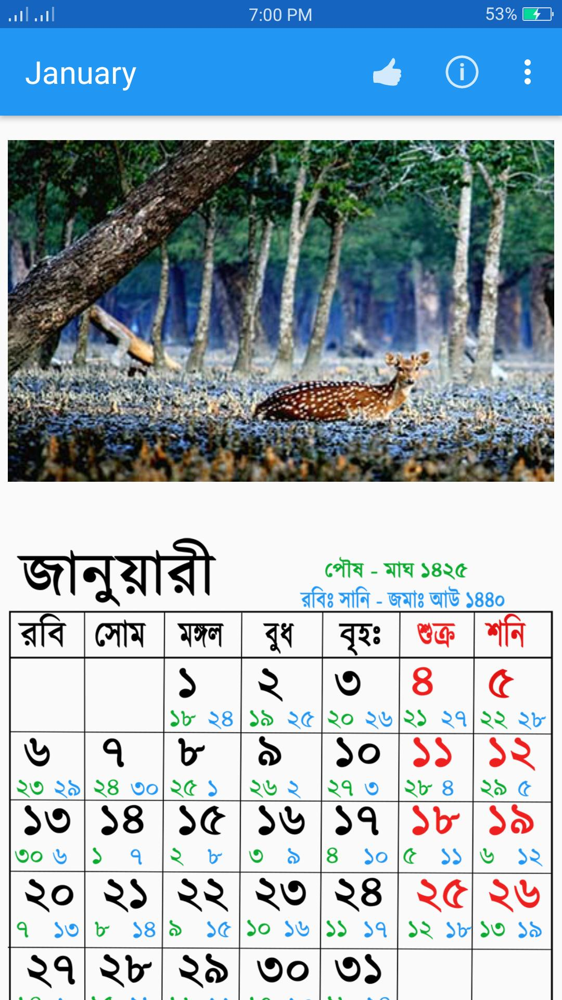 7:00 PM 53%
January
জানুয়ারী
পৌষ - মাঘ ১৪২৫
রবিঃ সানি - জমাঃ আউ ১৪৪০
রবি সোম মঙ্গল বুধ বৃহঃ শুক্র শনি
১ ২ ৩ ৪ ৫
১৮ ২৪ ১৯ ২৫ ২০ ২৬ ২১ ২৭ ২২ ২৮
৬ ৭ ৮ ৯ ১০ ১১ ১২
২৩ ২৯ ২৪ ৩০ ২৫ ১ ২৬ ২ ২৭ ৩ ২৮ ৪ ২৯ ৫
১৩ ১৪ ১৫ ১৬ ১৭ ১৮ ১৯
৩০ ৬ ১ ৭ ২ ৮ ৩ ৯ ৪ ১০ ৫ ১১ ৬ ১২
২০ ২১ ২২ ২৩ ২৪ ২৫ ২৬
৭ ১৩ ৮ ১৪ ৯ ১৫ ১০ ১৬ ১১ ১৭ ১২ ১৮ ১৩ ১৯
২৭ ২৮ ২৯ ৩০ ৩১